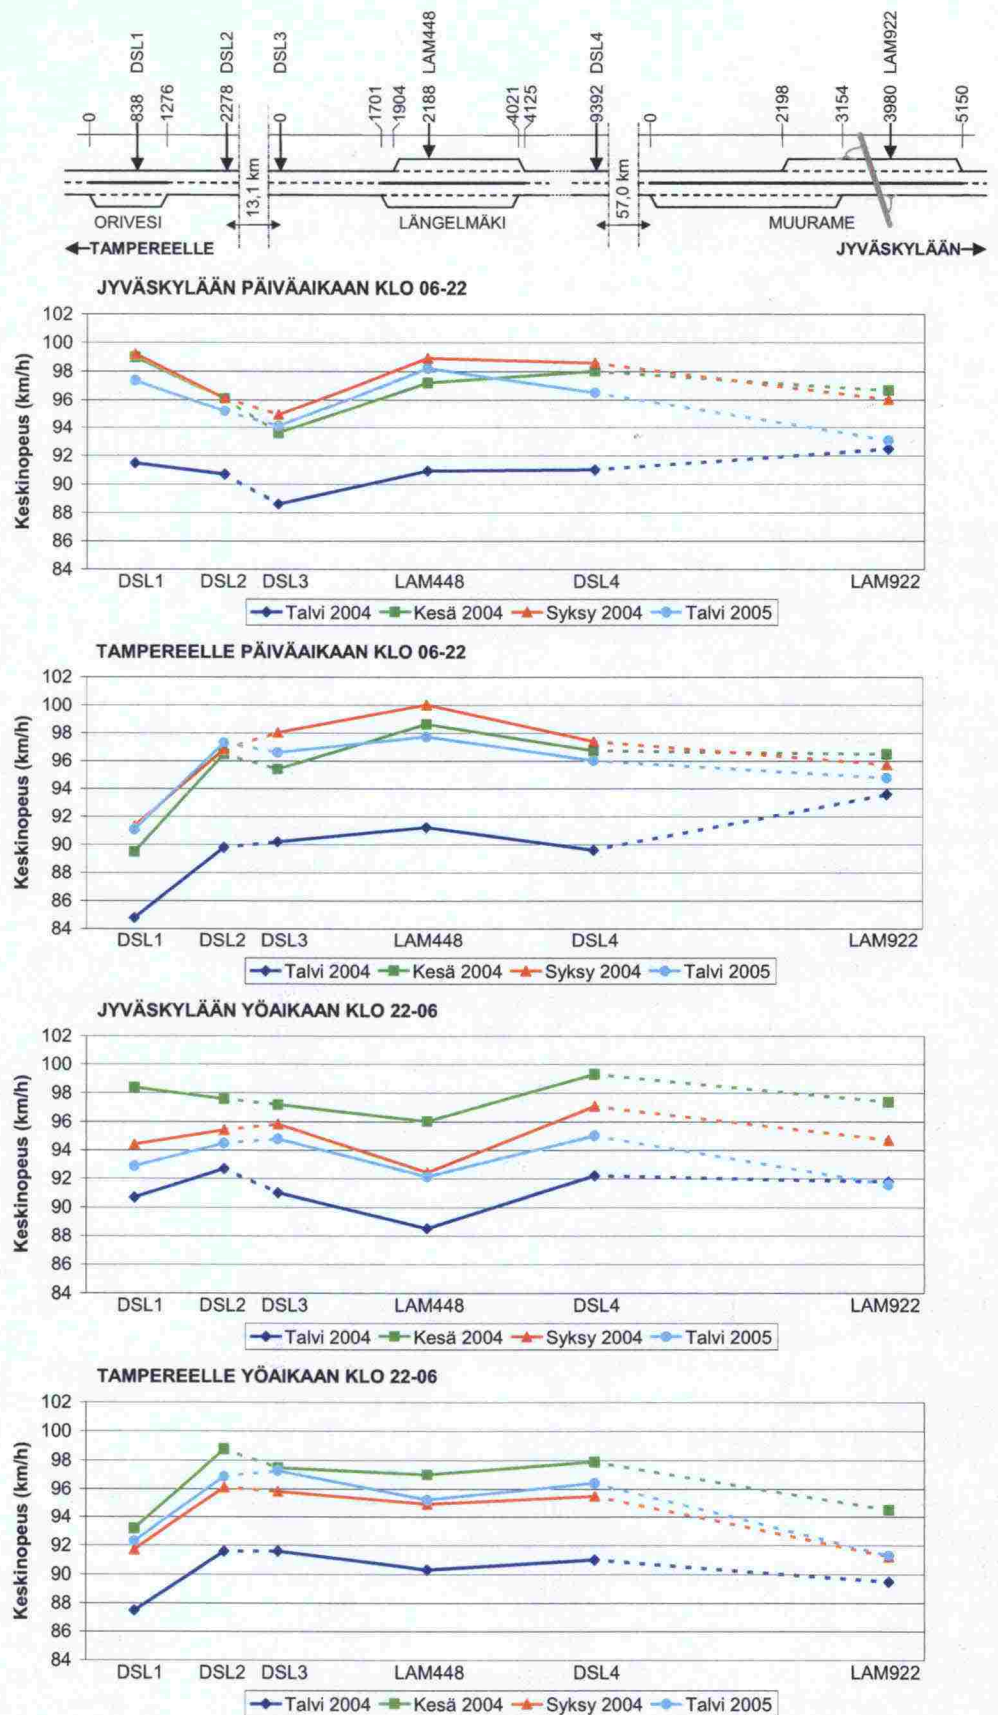 DSL1 DSL2 DSL3 LAM448 DSL4 LAM922
0 838 1276 2278 0 1701 1904 2188 4021 4125 9392 0 2198 3154 3980 5150
13,1 km 57,0 km
ORIVESI LÄNGELMÄKI MUURAME
TAMPEREELLE JYVÄSKYLÄÄN
JYVÄSKYLÄÄN PÄIVÄAIKAAN KLO 06-22
Keskinopeus (km/h)
102
100
98
96
94
92
90
88
86
84
DSL1 DSL2 DSL3 LAM448 DSL4 LAM922
Talvi 2004 Kesä 2004 Syksy 2004 Talvi 2005
TAMPEREELLE PÄIVÄAIKAAN KLO 06-22
Keskinopeus (km/h)
102
100
98
96
94
92
90
88
86
84
DSL1 DSL2 DSL3 LAM448 DSL4 LAM922
Talvi 2004 Kesä 2004 Syksy 2004 Talvi 2005
JYVÄSKYLÄÄN YÖAIKAAN KLO 22-06
Keskinopeus (km/h)
102
100
98
96
94
92
90
88
86
84
DSL1 DSL2 DSL3 LAM448 DSL4 LAM922
Talvi 2004 Kesä 2004 Syksy 2004 Talvi 2005
TAMPEREELLE YÖAIKAAN KLO 22-06
Keskinopeus (km/h)
102
100
98
96
94
92
90
88
86
84
DSL1 DSL2 DSL3 LAM448 DSL4 LAM922
Talvi 2004 Kesä 2004 Syksy 2004 Talvi 2005